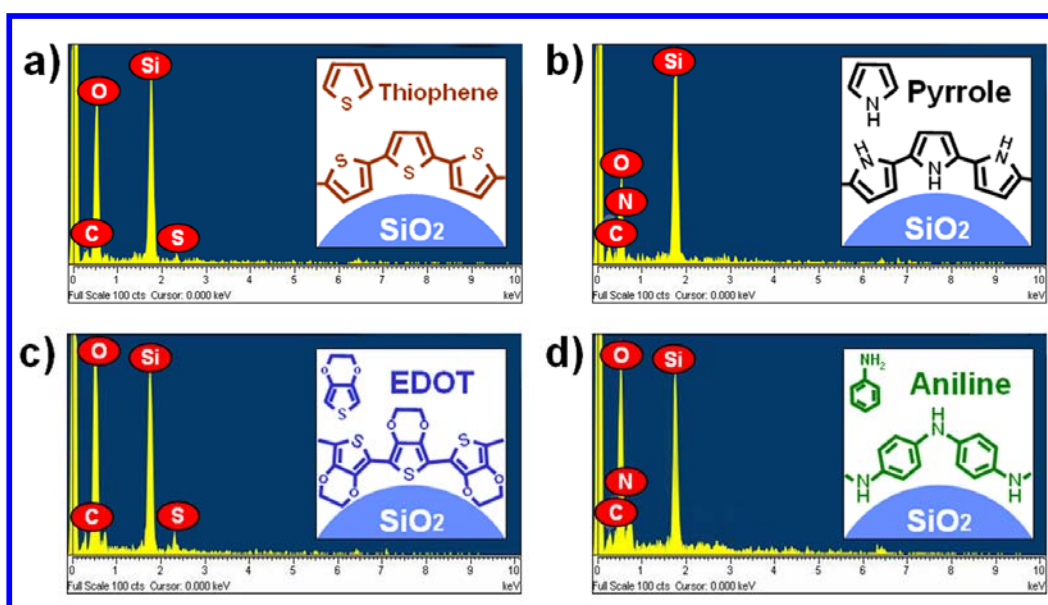 a)
O
Si
C
S
S
Thiophene
S
S
S
SiO2
0 1 2 3 4 5 6 7 8 9 10
Full Scale 100 cts Cursor: 0.000 keV
keV
b)
Si
O
N
C
N
H
Pyrrole
H
N
N
H
H
N
SiO2
0 1 2 3 4 5 6 7 8 9 10
Full Scale 100 cts Cursor: 0.000 keV
keV
c)
O
Si
C
S
O O
S
EDOT
O O
S
S
S
O O
O O
SiO2
0 1 2 3 4 5 6 7 8 9 10
Full Scale 100 cts Cursor: 0.000 keV
keV
d)
O
Si
N
C
NH2
Aniline
H
N
N
H
N
H
SiO2
0 1 2 3 4 5 6 7 8 9 10
Full Scale 100 cts Cursor: 0.000 keV
keV